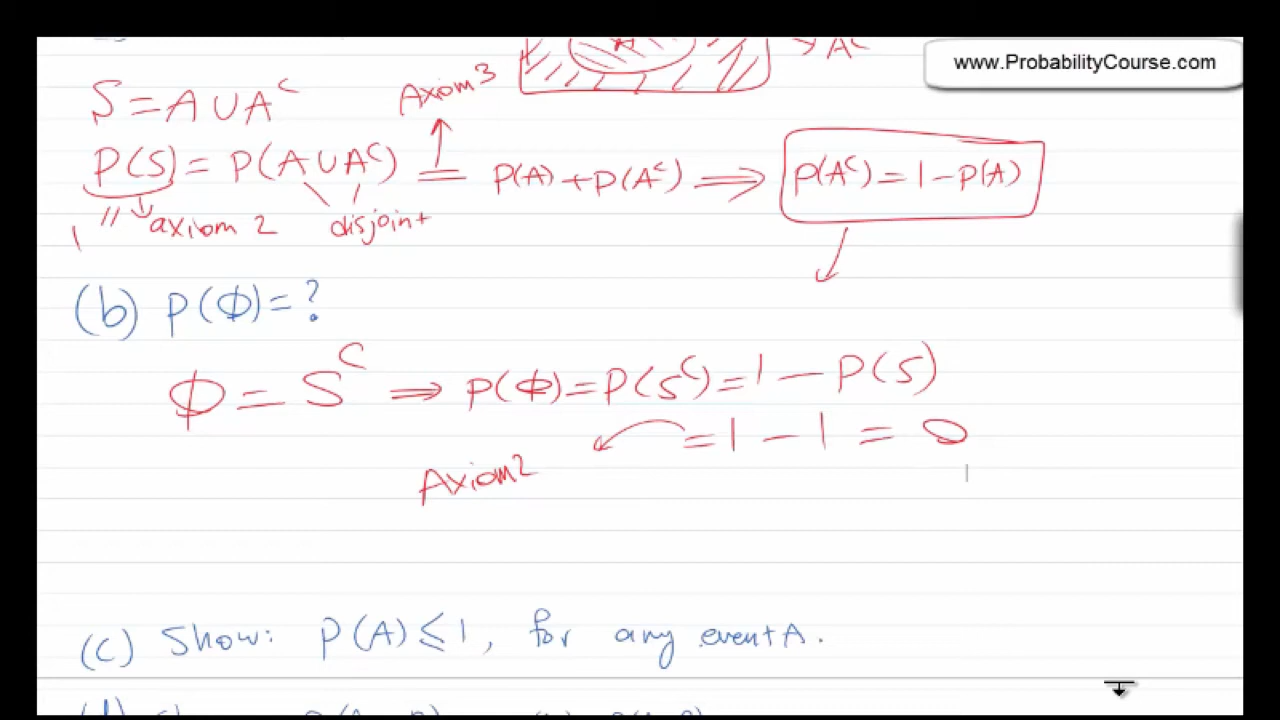 A
A^c
www.ProbabilityCourse.com
Axiom 3
S = A ∪ A^c
P(S) = P(A ∪ A^c) = P(A) + P(A^c) ⟹ P(A^c) = 1 - P(A)
1 // axiom 2 disjoint
(b) P(Φ) = ?
Φ = S^c ⟹ P(Φ) = P(S^c) = 1 - P(S)
= 1 - 1 = 0
Axiom 2
(c) Show: P(A) ≤ 1, for any event A.